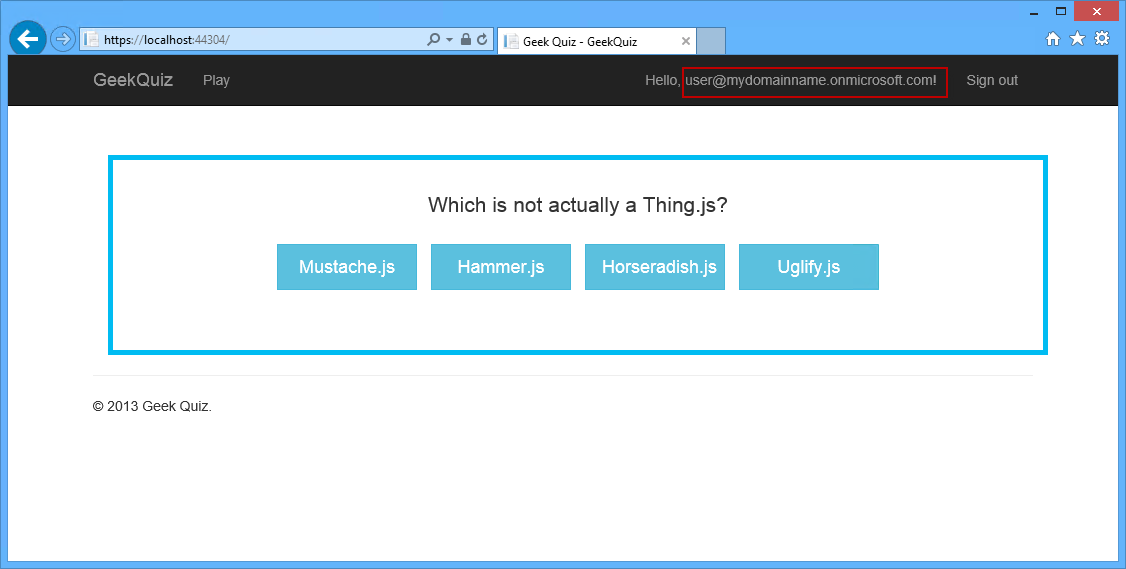 https://localhost:44304/
Geek Quiz - GeekQuiz
GeekQuiz Play Hello, user@mydomainname.onmicrosoft.com! Sign out
Which is not actually a Thing.js?
Mustache.js Hammer.js Horseradish.js Uglify.js
© 2013 Geek Quiz.